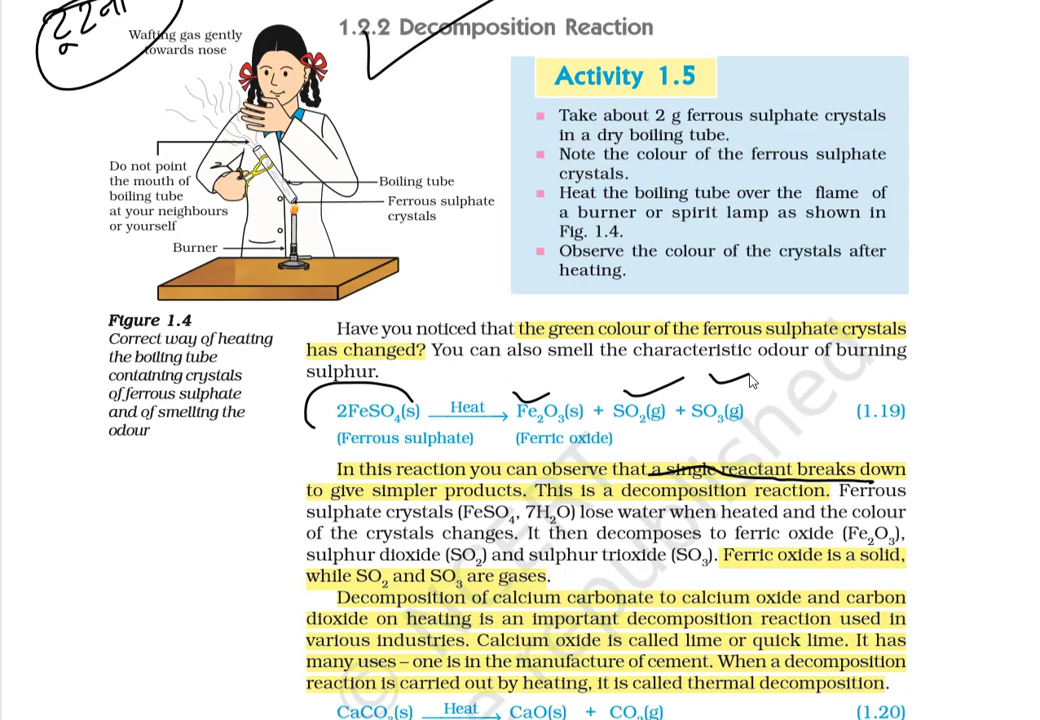 1.2.2 Decomposition Reaction
Wafting gas gently
towards nose
Do not point
the mouth of
boiling tube
at your neighbours
or yourself
Burner
Boiling tube
Ferrous sulphate
crystals
Figure 1.4
Correct way of heating
the boiling tube
containing crystals
of ferrous sulphate
and of smelling the
odour
Activity 1.5
■ Take about 2 g ferrous sulphate crystals
in a dry boiling tube.
■ Note the colour of the ferrous sulphate
crystals.
■ Heat the boiling tube over the flame of
a burner or spirit lamp as shown in
Fig. 1.4.
■ Observe the colour of the crystals after
heating.
Have you noticed that the green colour of the ferrous sulphate crystals
has changed? You can also smell the characteristic odour of burning
sulphur.
2FeSO₄(s) —Heat→ Fe₂O₃(s) + SO₂(g) + SO₃(g) (1.19)
(Ferrous sulphate) (Ferric oxide)
In this reaction you can observe that a single reactant breaks down
to give simpler products. This is a decomposition reaction. Ferrous
sulphate crystals (FeSO₄, 7H₂O) lose water when heated and the colour
of the crystals changes. It then decomposes to ferric oxide (Fe₂O₃),
sulphur dioxide (SO₂) and sulphur trioxide (SO₃). Ferric oxide is a solid,
while SO₂ and SO₃ are gases.
Decomposition of calcium carbonate to calcium oxide and carbon
dioxide on heating is an important decomposition reaction used in
various industries. Calcium oxide is called lime or quick lime. It has
many uses – one is in the manufacture of cement. When a decomposition
reaction is carried out by heating, it is called thermal decomposition.
CaCO₃(s) —Heat→ CaO(s) + CO₂(g) (1.20)
© NCERT
republished